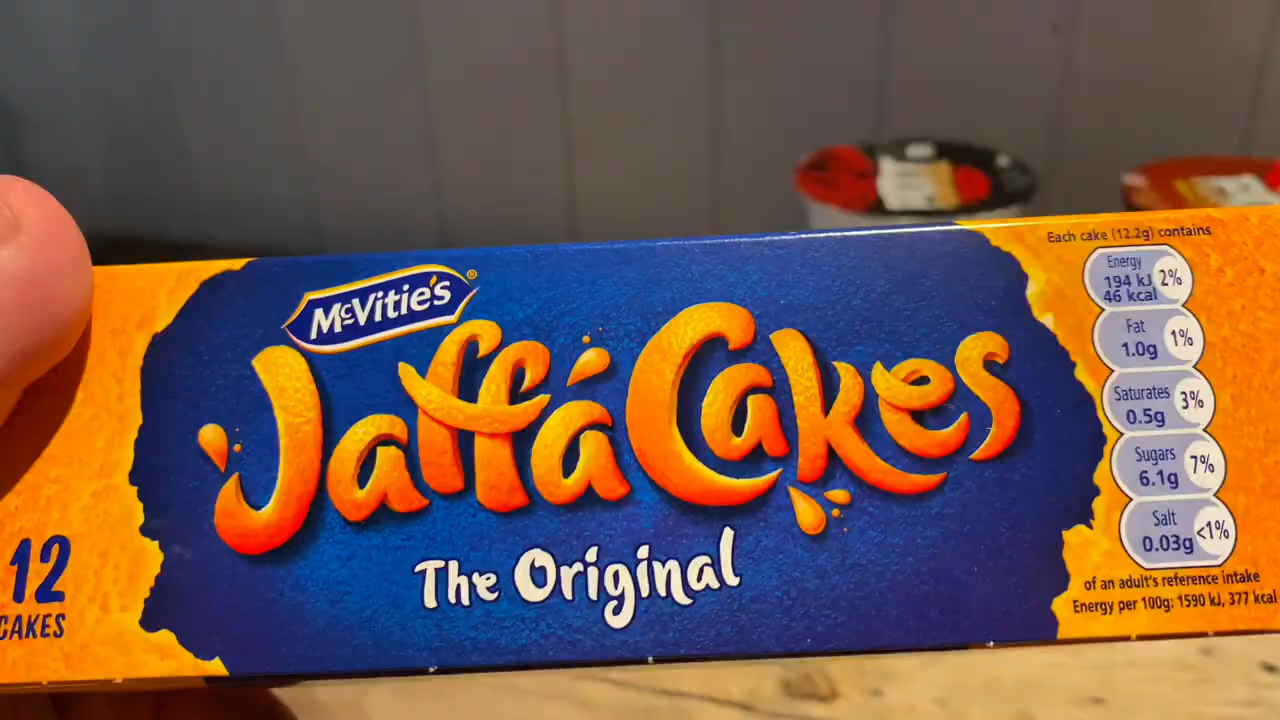 McVitie's®
Jaffa Cakes
The Original
12
CAKES
Each cake (12.2g) contains
Energy
194 kJ
46 kcal
2%
Fat
1.0g
1%
Saturates
0.5g
3%
Sugars
6.1g
7%
Salt
0.03g
<1%
of an adult's reference intake
Energy per 100g: 1590 kJ, 377 kcal